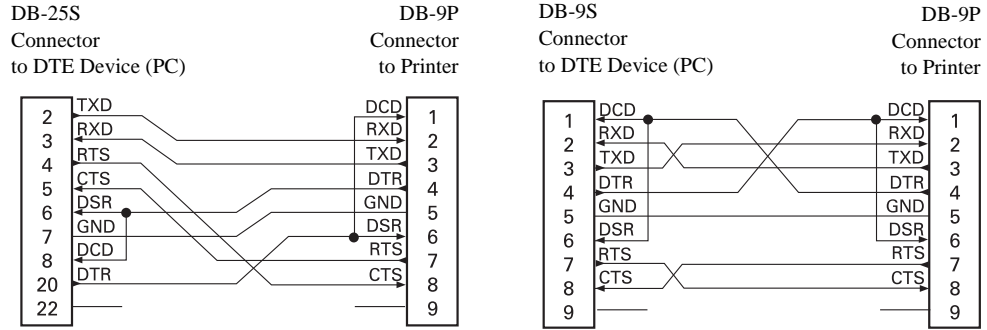 DB-25S
Connector
to DTE Device (PC)
DB-9P
Connector
to Printer
2 TXD DCD 1
3 RXD RXD 2
4 RTS TXD 3
5 CTS DTR 4
6 DSR GND 5
7 GND DSR 6
8 DCD RTS 7
20 DTR CTS 8
22 9
DB-9S
Connector
to DTE Device (PC)
DB-9P
Connector
to Printer
1 DCD DCD 1
2 RXD RXD 2
3 TXD TXD 3
4 DTR DTR 4
5 GND GND 5
6 DSR DSR 6
7 RTS RTS 7
8 CTS CTS 8
9 9